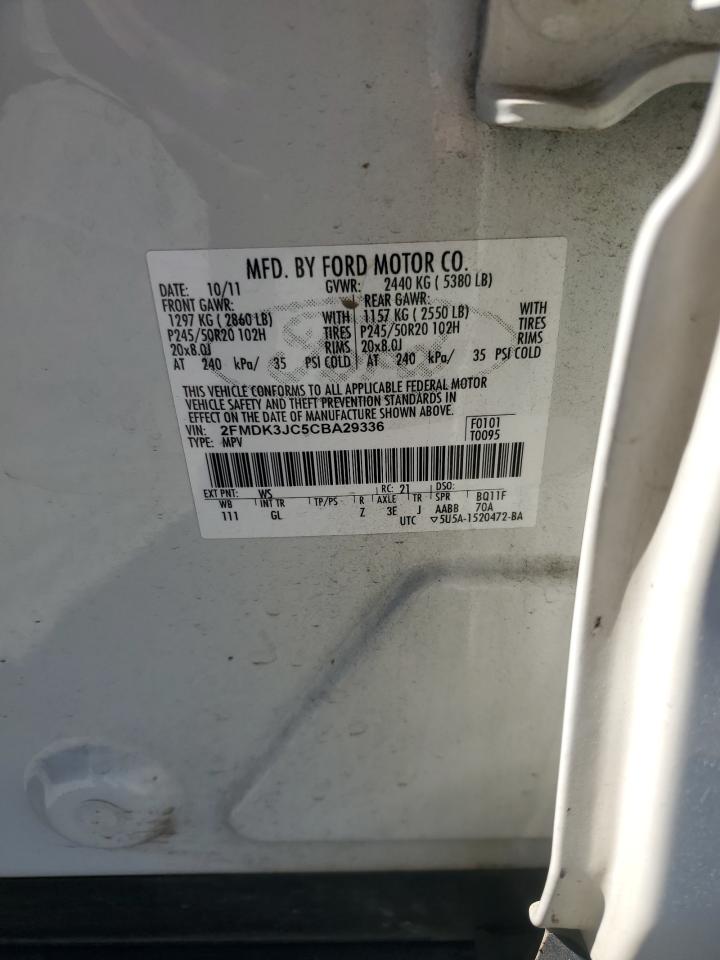 MFD. BY FORD MOTOR CO.
DATE: 10/11 GVWR: 2440 KG ( 5380 LB)
FRONT GAWR: REAR GAWR:
1297 KG ( 2860 LB) WITH 1157 KG ( 2550 LB) WITH
P245/50R20 102H TIRES P245/50R20 102H TIRES
20x8.0J RIMS 20x8.0J RIMS
AT 240 kPa/ 35 PSI COLD AT 240 kPa/ 35 PSI COLD
THIS VEHICLE CONFORMS TO ALL APPLICABLE FEDERAL MOTOR
VEHICLE SAFETY AND THEFT PREVENTION STANDARDS IN
EFFECT ON THE DATE OF MANUFACTURE SHOWN ABOVE.
VIN: 2FMDK3JC5CBA29336 F0101
TYPE: MPV T0095
EXT PNT: WS RC: 21 DSO:
WB INT TR TP/PS R AXLE TR SPR BQ11F
111 GL Z 3E J AABB 70A
UTC ▽5U5A-1520472-BA